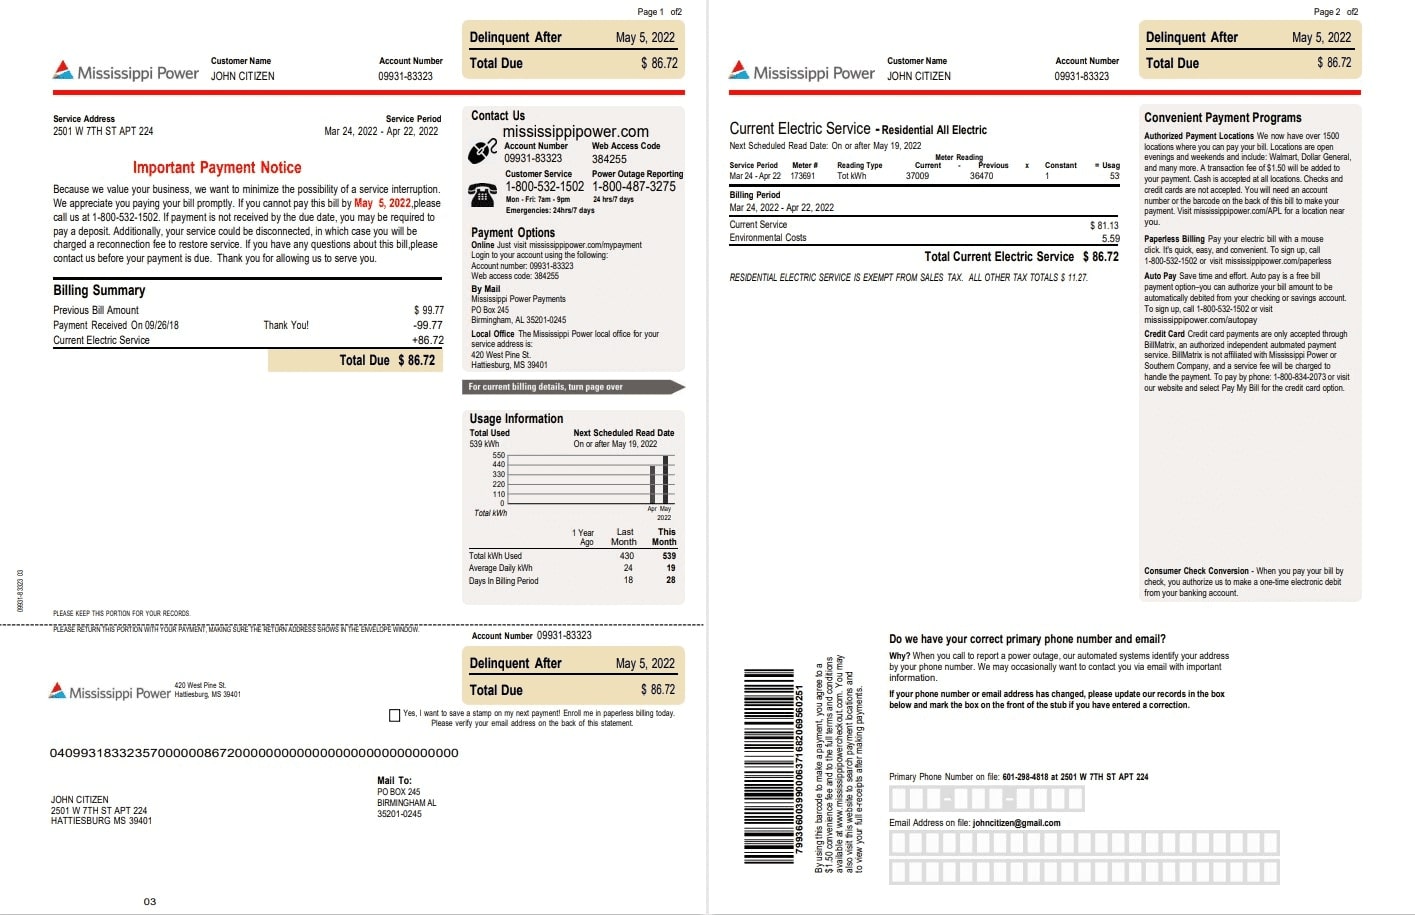 Page 1 of2
Delinquent After May 5, 2022
Total Due $ 86.72
Mississippi Power
Customer Name
JOHN CITIZEN
Account Number
09931-83323
Service Address
2501 W 7TH ST APT 224
Service Period
Mar 24, 2022 - Apr 22, 2022
Important Payment Notice
Because we value your business, we want to minimize the possibility of a service interruption.
We appreciate you paying your bill promptly. If you cannot pay this bill by May 5, 2022,please
call us at 1-800-532-1502. If payment is not received by the due date, you may be required to
pay a deposit. Additionally, your service could be disconnected, in which case you will be
charged a reconnection fee to restore service. If you have any questions about this bill,please
contact us before your payment is due. Thank you for allowing us to serve you.
Billing Summary
Previous Bill Amount $ 99.77
Payment Received On 09/26/18 Thank You! -99.77
Current Electric Service +86.72
Total Due $ 86.72
Contact Us
mississippipower.com
Account Number Web Access Code
09931-83323 384255
Customer Service Power Outage Reporting
1-800-532-1502 1-800-487-3275
Mon - Fri: 7am - 9pm 24 hrs/7 days
Emergencies: 24hrs/7 days
Payment Options
Online Just visit mississippipower.com/mypayment
Login to your account using the following:
Account number: 09931-83323
Web access code: 384255
By Mail
Mississippi Power Payments
PO Box 245
Birmingham, AL 35201-0245
Local Office The Mississippi Power local office for your
service address is:
420 West Pine St.
Hattiesburg, MS 39401
For current billing details, turn page over
Usage Information
Total Used Next Scheduled Read Date
539 kWh On or after May 19, 2022
550
440
330
220
110
0
Total kWh
Apr May
2022
1 Year Last This
Ago Month Month
Total kWh Used 430 539
Average Daily kWh 24 19
Days In Billing Period 18 28
09931-83323 03
PLEASE KEEP THIS PORTION FOR YOUR RECORDS.
PLEASE RETURN THIS PORTION WITH YOUR PAYMENT, MAKING SURE THE RETURN ADDRESS SHOWS IN THE ENVELOPE WINDOW.
Account Number 09931-83323
Delinquent After May 5, 2022
Total Due $ 86.72
Mississippi Power
420 West Pine St.
Hattiesburg, MS 39401
Yes, I want to save a stamp on my next payment! Enroll me in paperless billing today.
Please verify your email address on the back of this statement.
Mail To:
PO BOX 245
BIRMINGHAM AL
35201-0245
JOHN CITIZEN
2501 W 7TH ST APT 224
HATTIESBURG MS 39401
03
Page 2 of2
Delinquent After May 5, 2022
Total Due $ 86.72
Mississippi Power
Customer Name
JOHN CITIZEN
Account Number
09931-83323
Current Electric Service - Residential All Electric
Next Scheduled Read Date: On or after May 19, 2022
Meter Reading
Service Period Meter # Reading Type Current - Previous x Constant = Usag
Mar 24 - Apr 22 173691 Tot kWh 37009 36470 1 53
Billing Period
Mar 24, 2022 - Apr 22, 2022
Current Service $ 81.13
Environmental Costs 5.59
Total Current Electric Service $ 86.72
RESIDENTIAL ELECTRIC SERVICE IS EXEMPT FROM SALES TAX. ALL OTHER TAX TOTALS $ 11.27.
Convenient Payment Programs
Authorized Payment Locations We now have over 1500
locations where you can pay your bill. Locations are open
evenings and weekends and include: Walmart, Dollar General,
and many more. A transaction fee of $1.50 will be added to
your payment. Cash is accepted at all locations. Checks and
credit cards are not accepted. You will need an account
number or the barcode on the back of this bill to make your
payment. Visit mississippipower.com/APL for a location near
you.
Paperless Billing Pay your electric bill with a mouse
click. It's quick, easy, and convenient. To sign up, call
1-800-532-1502 or visit mississippipower.com/paperless
Auto Pay Save time and effort. Auto pay is a free bill
payment option–you can authorize your bill amount to be
automatically debited from your checking or savings account.
To sign up, call 1-800-532-1502 or visit
mississippipower.com/autopay
Credit Card Credit card payments are only accepted through
BillMatrix, an authorized independent automated payment
service. BillMatrix is not affiliated with Mississippi Power or
Southern Company, and a service fee will be charged to
handle the payment. To pay by phone: 1-800-834-2073 or visit
our website and select Pay My Bill for the credit card option.
Consumer Check Conversion - When you pay your bill by
check, you authorize us to make a one-time electronic debit
from your banking account.
Do we have your correct primary phone number and email?
Why? When you call to report a power outage, our automated systems identify your address
by your phone number. We may occasionally want to contact you via email with important
information.
If your phone number or email address has changed, please update our records in the box
below and mark the box on the front of the stub if you have entered a correction.
By using this barcode to make a payment, you agree to a
$1.50 convenience fee and to the full terms and conditions
available at www.mississippipowercheckout.com. You may
also visit this website to search payment locations and
to view your full e-receipts after making payments.
Primary Phone Number on file: 601-298-4818 at 2501 W 7TH ST APT 224
Email Address on file: johncitizen@gmail.com